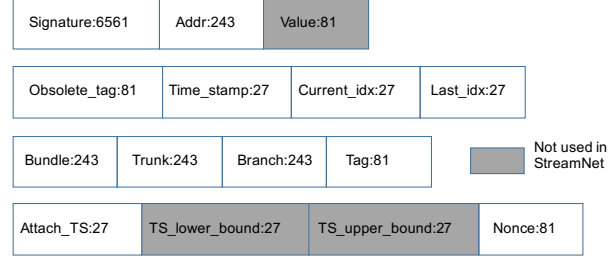 Signature:6561 Addr:243 Value:81
Obsolete_tag:81 Time_stamp:27 Current_idx:27 Last_idx:27
Bundle:243 Trunk:243 Branch:243 Tag:81
Not used in
StreamNet
Attach_TS:27 TS_lower_bound:27 TS_upper_bound:27 Nonce:81